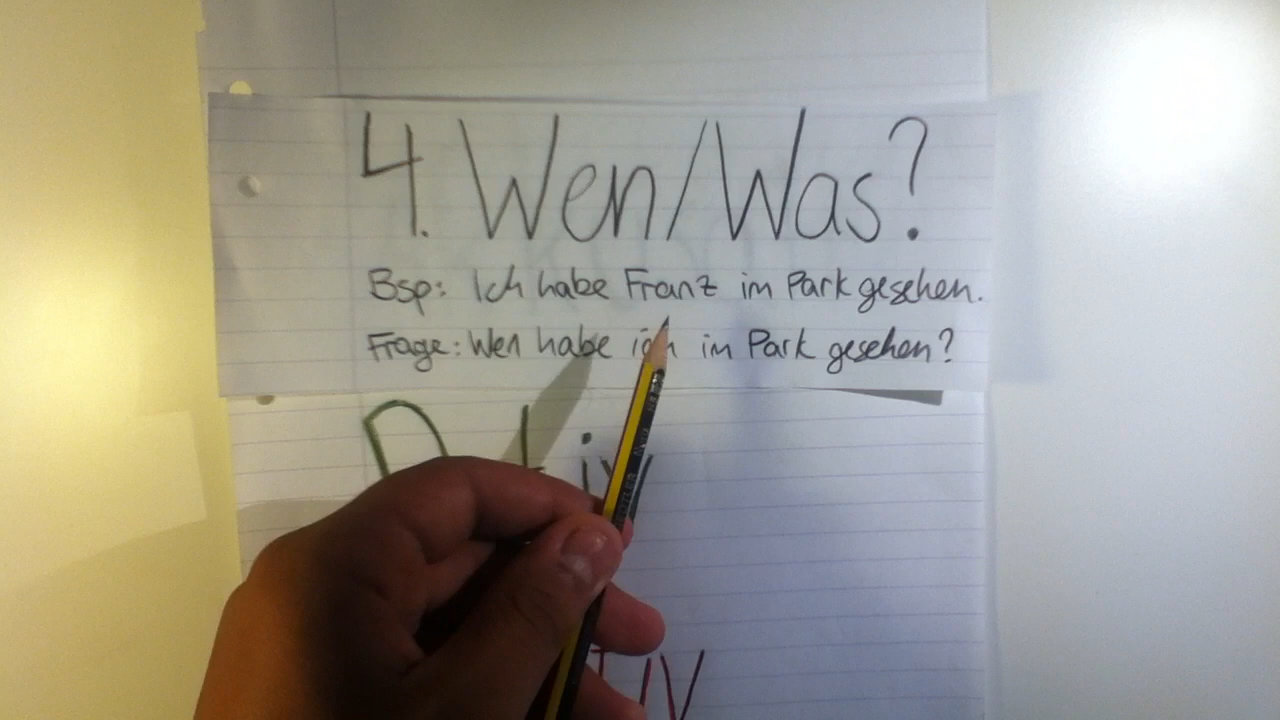 4. Wen/Was?
Bsp: Ich habe Franz im Park gesehen.
Frage: Wen habe ich im Park gesehen?